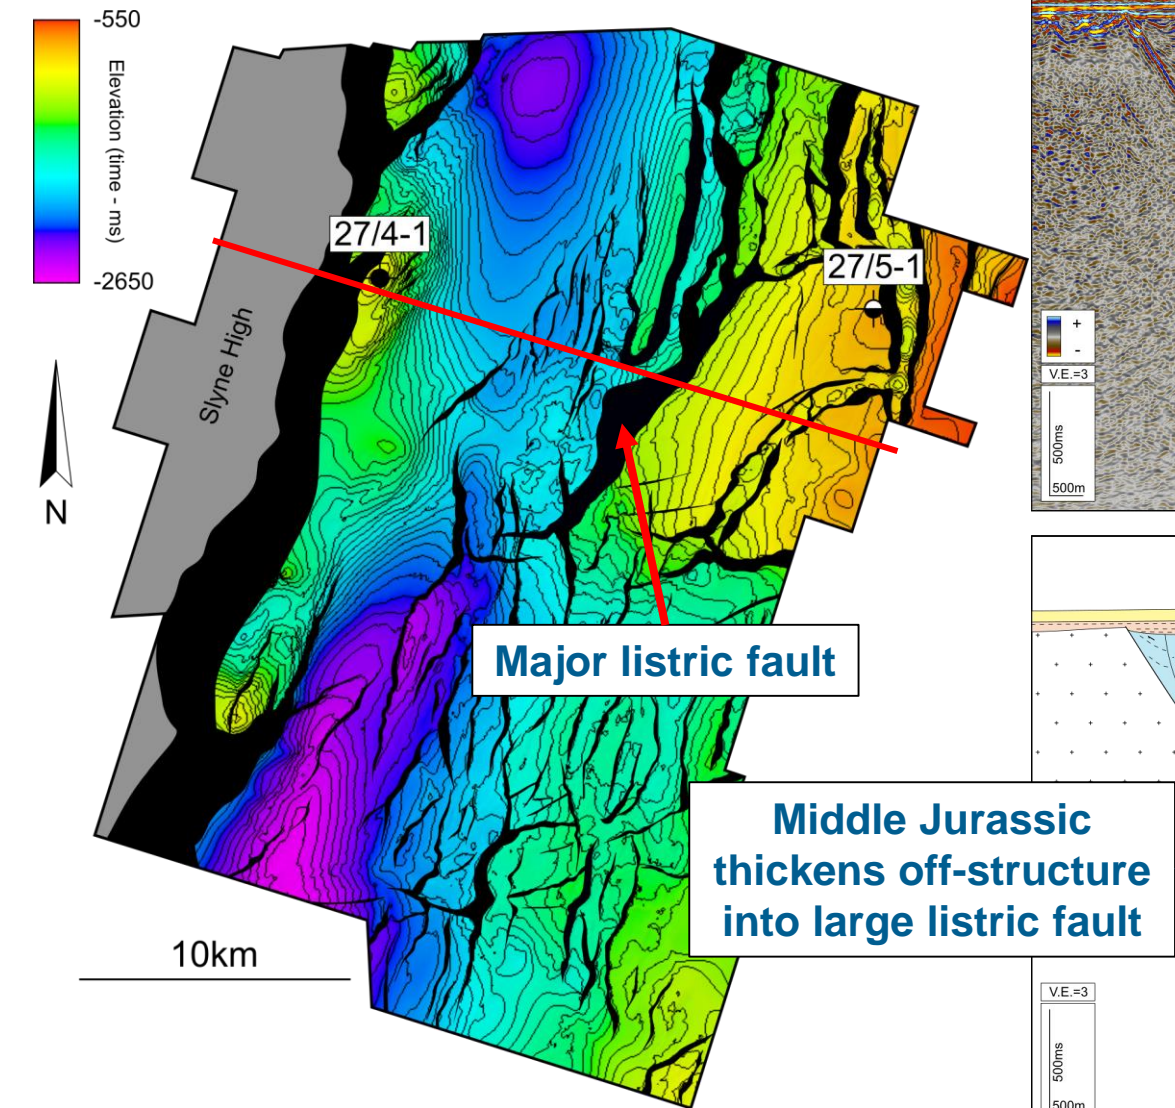 -550
Elevation (time - ms)
-2650
27/4-1
27/5-1
Slyne High
N
Major listric fault
Middle Jurassic
thickens off-structure
into large listric fault
10km
+
-
V.E.=3
500ms
500m
V.E.=3
500ms
500m